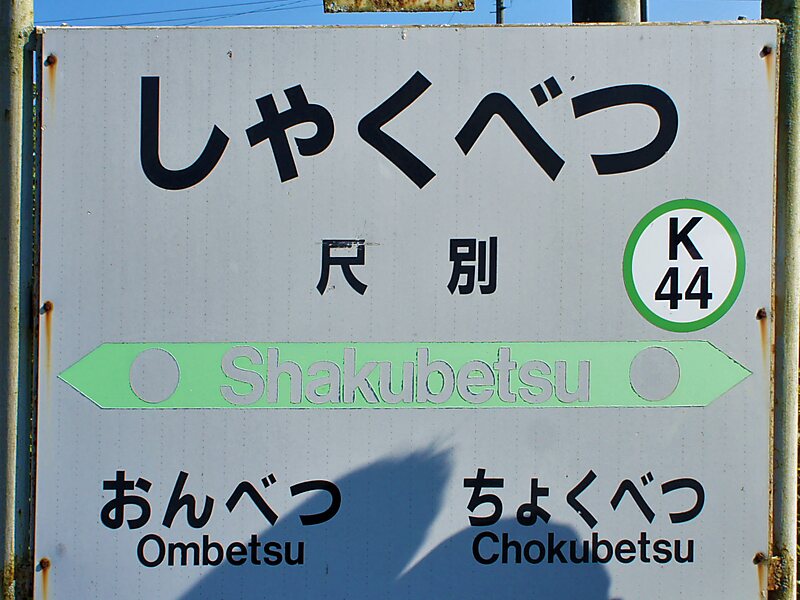 しゃくべつ
尺別
K
44
Shakubetsu
おんべつ
Ombetsu
ちょくべつ
Chokubetsu